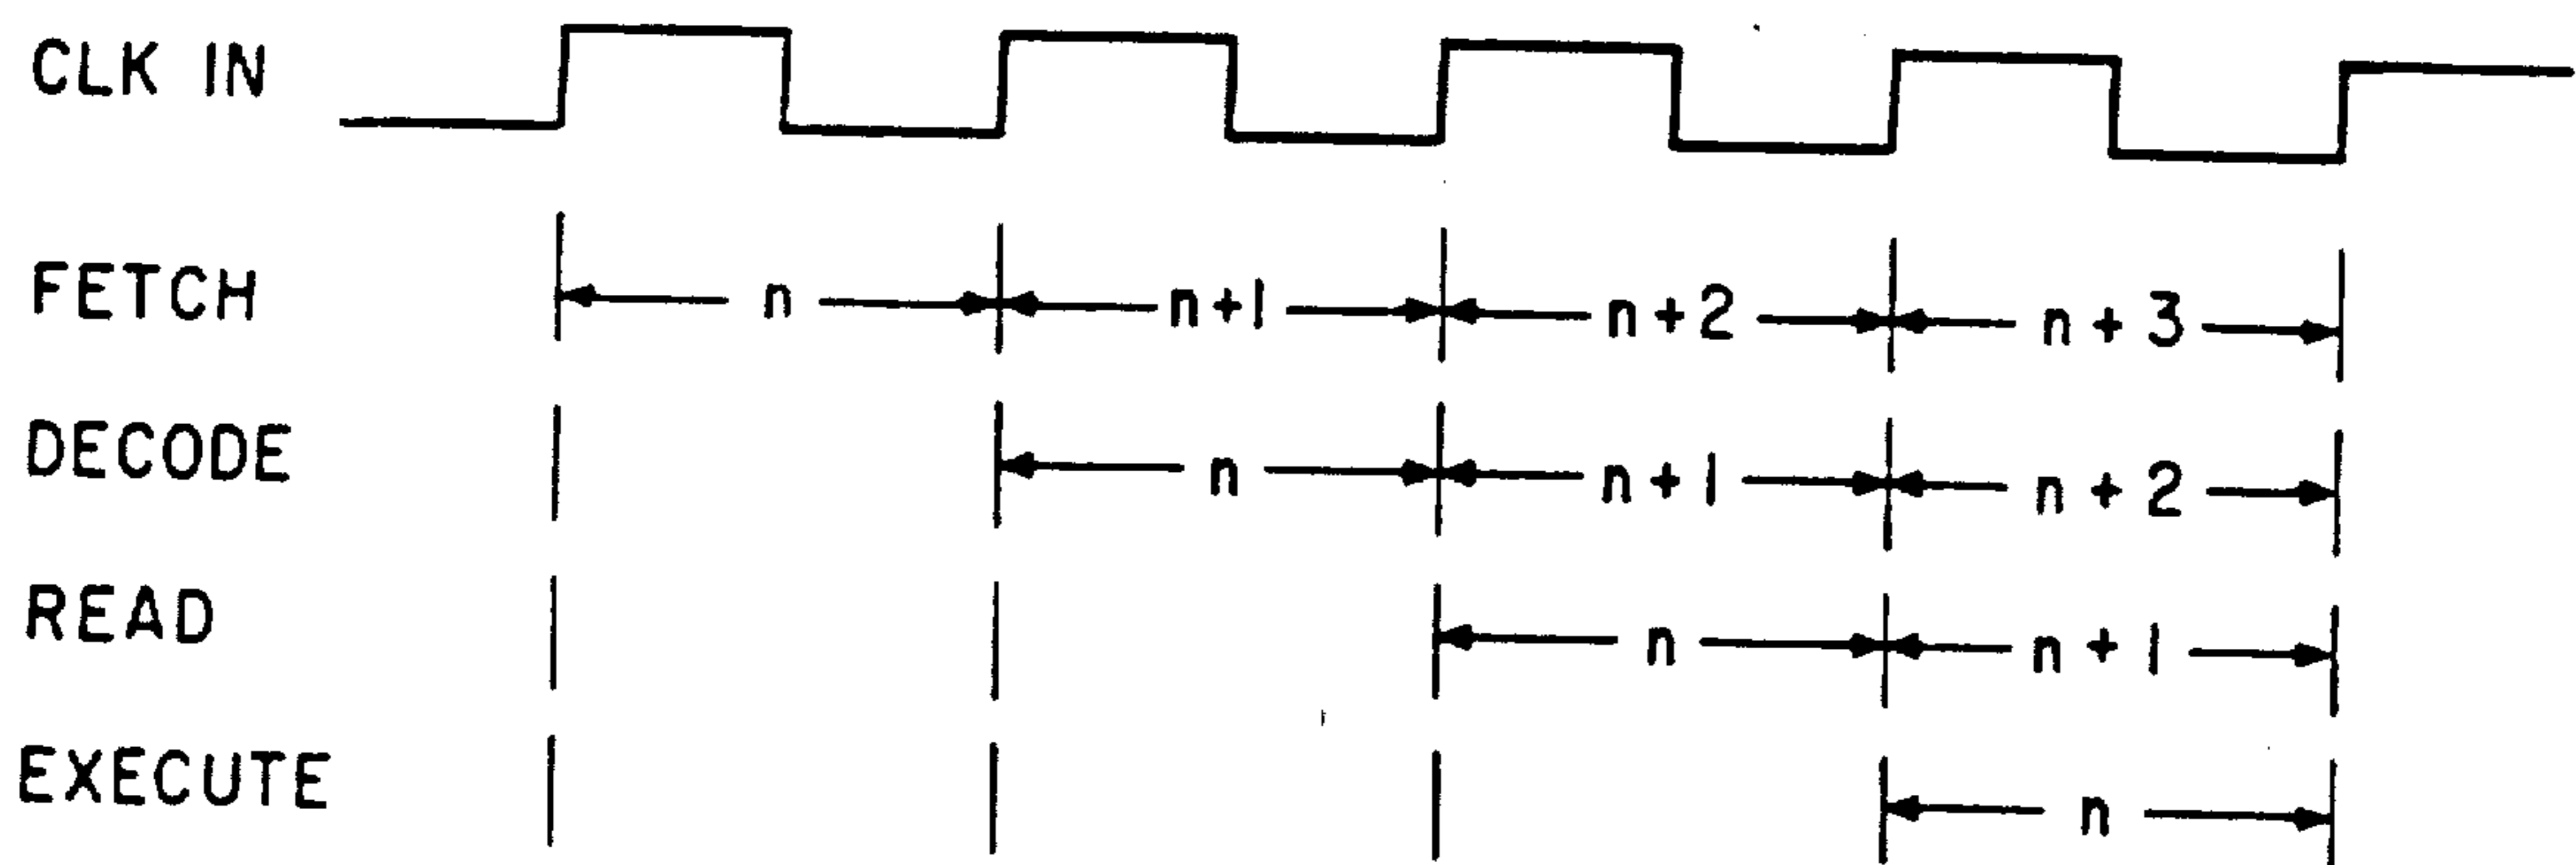 CLK IN
FETCH n n+1 n+2 n+3
DECODE n n+1 n+2
READ n n+1
EXECUTE n